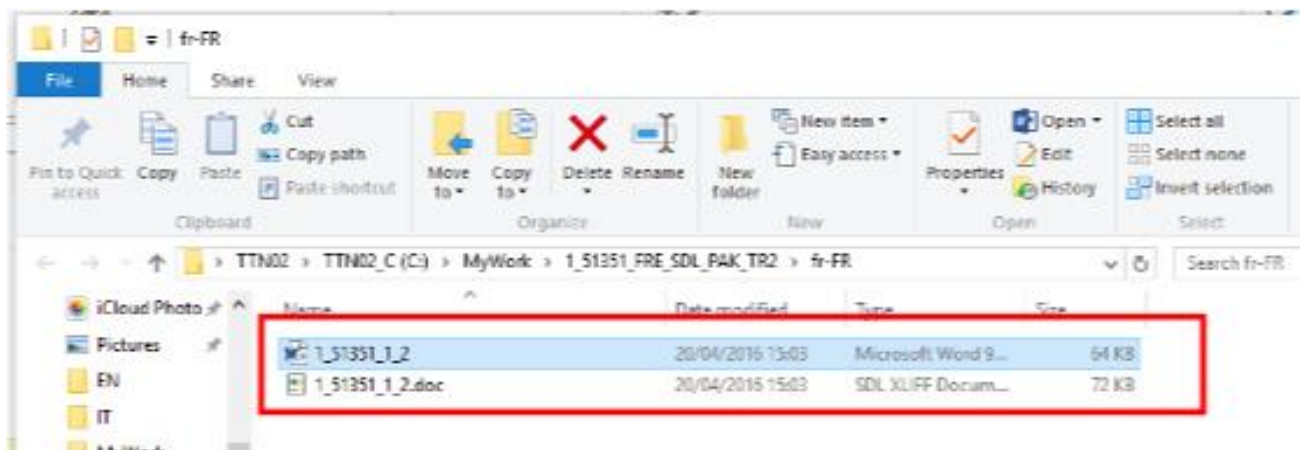 fr-FR
File Home Share View
Pin to Quick access
Copy
Paste
Cut
Copy path
Paste shortcut
Clipboard
Move to
Copy to
Delete
Rename
Organize
New folder
New item
Easy access
New
Properties
Open
Edit
History
Open
Select all
Select none
Invert selection
Select
TTN02 > TTN02_C (C:) > MyWork > 1_51351_FRE_SDL_PAK_TR2 > fr-FR
Search fr-FR
Name Date modified Type Size
iCloud Photo
Pictures
EN
IT
MyWork
1_51351_1_2 20/04/2016 15:03 Microsoft Word 9... 64 KB
1_51351_1_2.doc 20/04/2016 15:03 SDL XLIFF Docum... 72 KB